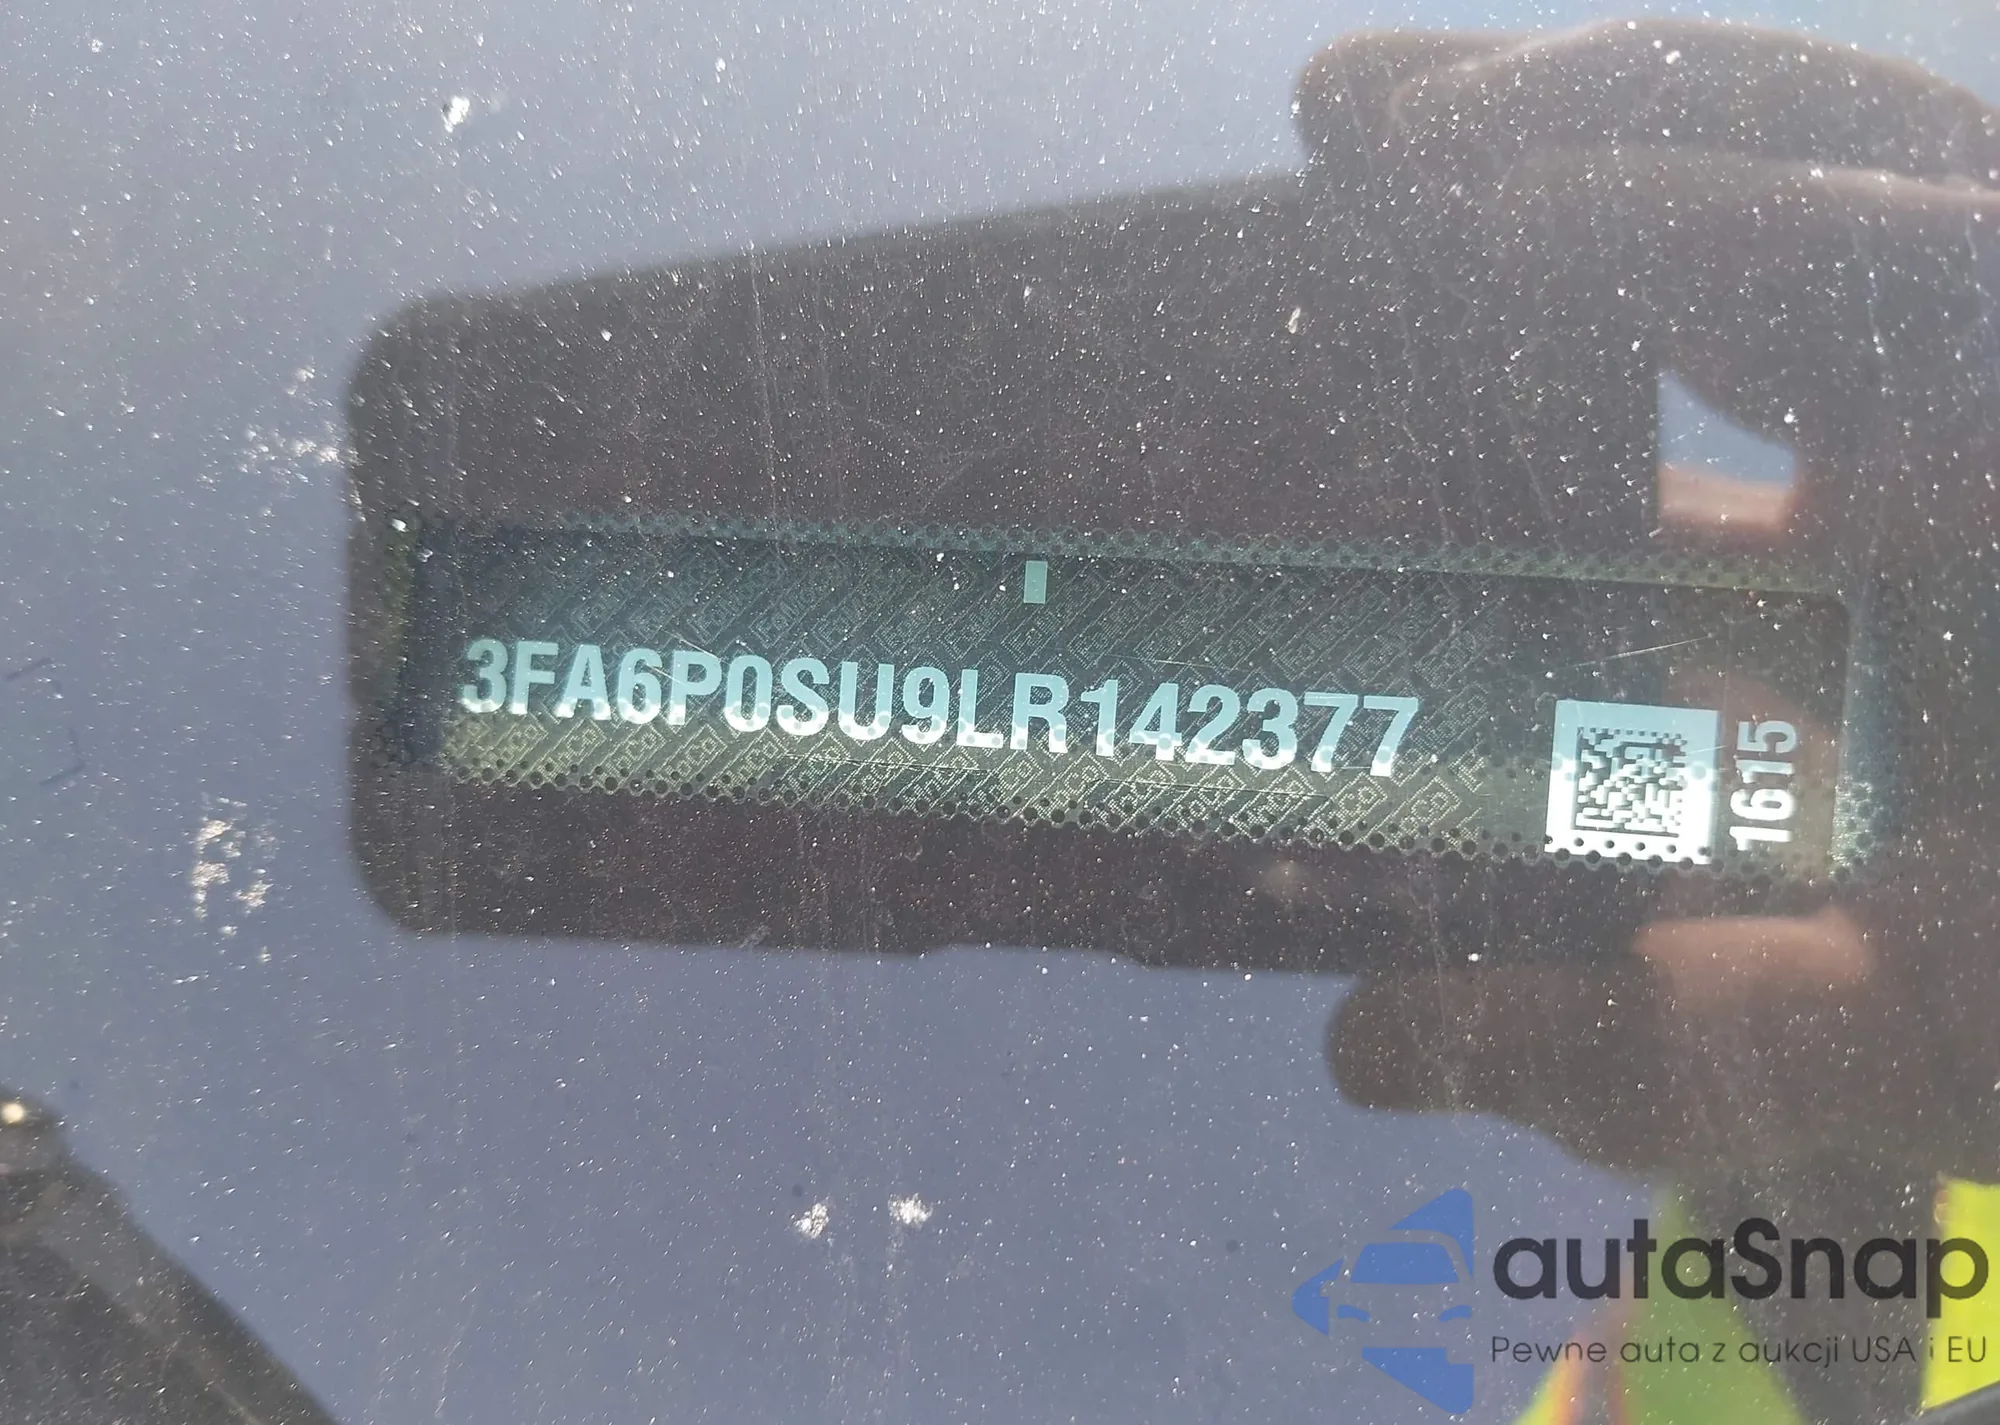 3FA6P0SU9LR142377
1615
autaSnap
Pewne auta z aukcji USA i EU